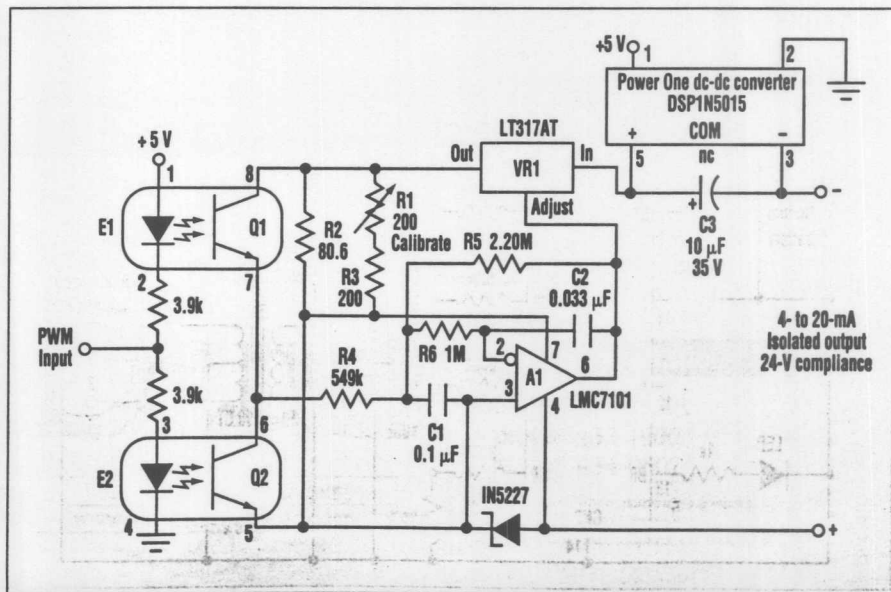 +5 V
1
2
Power One dc-dc converter
DSP1N5015
+
COM
−
5
nc
3
LT317AT
Out
VR1
In
Adjust
+
C3
10 µF
35 V
−
+ 5 V
1
8
E1
Q1
2
7
3.9k
PWM
Input
3.9k
3
6
E2
Q2
4
5
R2
80.6
R1
200
Calibrate
R3
200
R5 2.20M
C2
0.033 µF
R6 1M
R4
549k
C1
0.1 µF
2
3
A1
7
6
4
LMC7101
IN5227
4- to 20-mA
Isolated output
24-V compliance
+